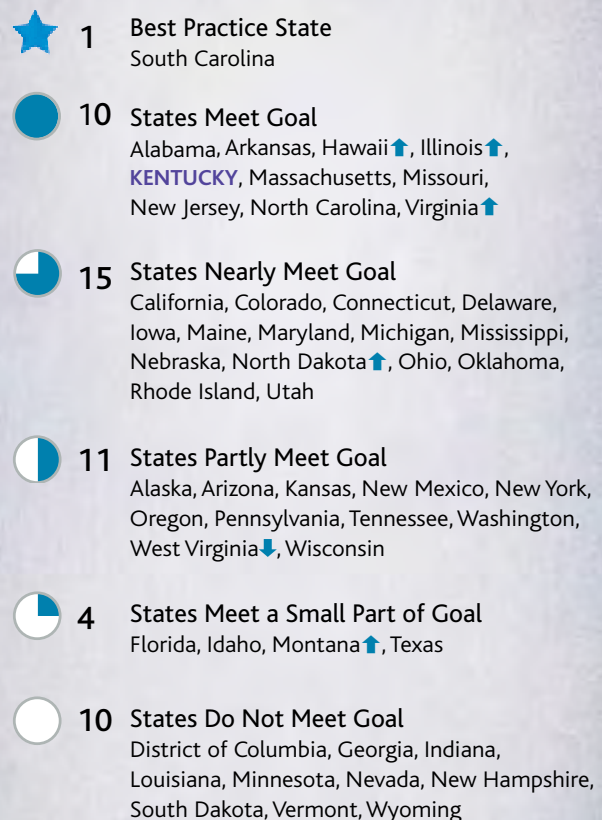 1 Best Practice State
South Carolina
10 States Meet Goal
Alabama, Arkansas, Hawaii⬆, Illinois⬆,
KENTUCKY, Massachusetts, Missouri,
New Jersey, North Carolina, Virginia⬆
15 States Nearly Meet Goal
California, Colorado, Connecticut, Delaware,
Iowa, Maine, Maryland, Michigan, Mississippi,
Nebraska, North Dakota⬆, Ohio, Oklahoma,
Rhode Island, Utah
11 States Partly Meet Goal
Alaska, Arizona, Kansas, New Mexico, New York,
Oregon, Pennsylvania, Tennessee, Washington,
West Virginia⬇, Wisconsin
4 States Meet a Small Part of Goal
Florida, Idaho, Montana⬆, Texas
10 States Do Not Meet Goal
District of Columbia, Georgia, Indiana,
Louisiana, Minnesota, Nevada, New Hampshire,
South Dakota, Vermont, Wyoming